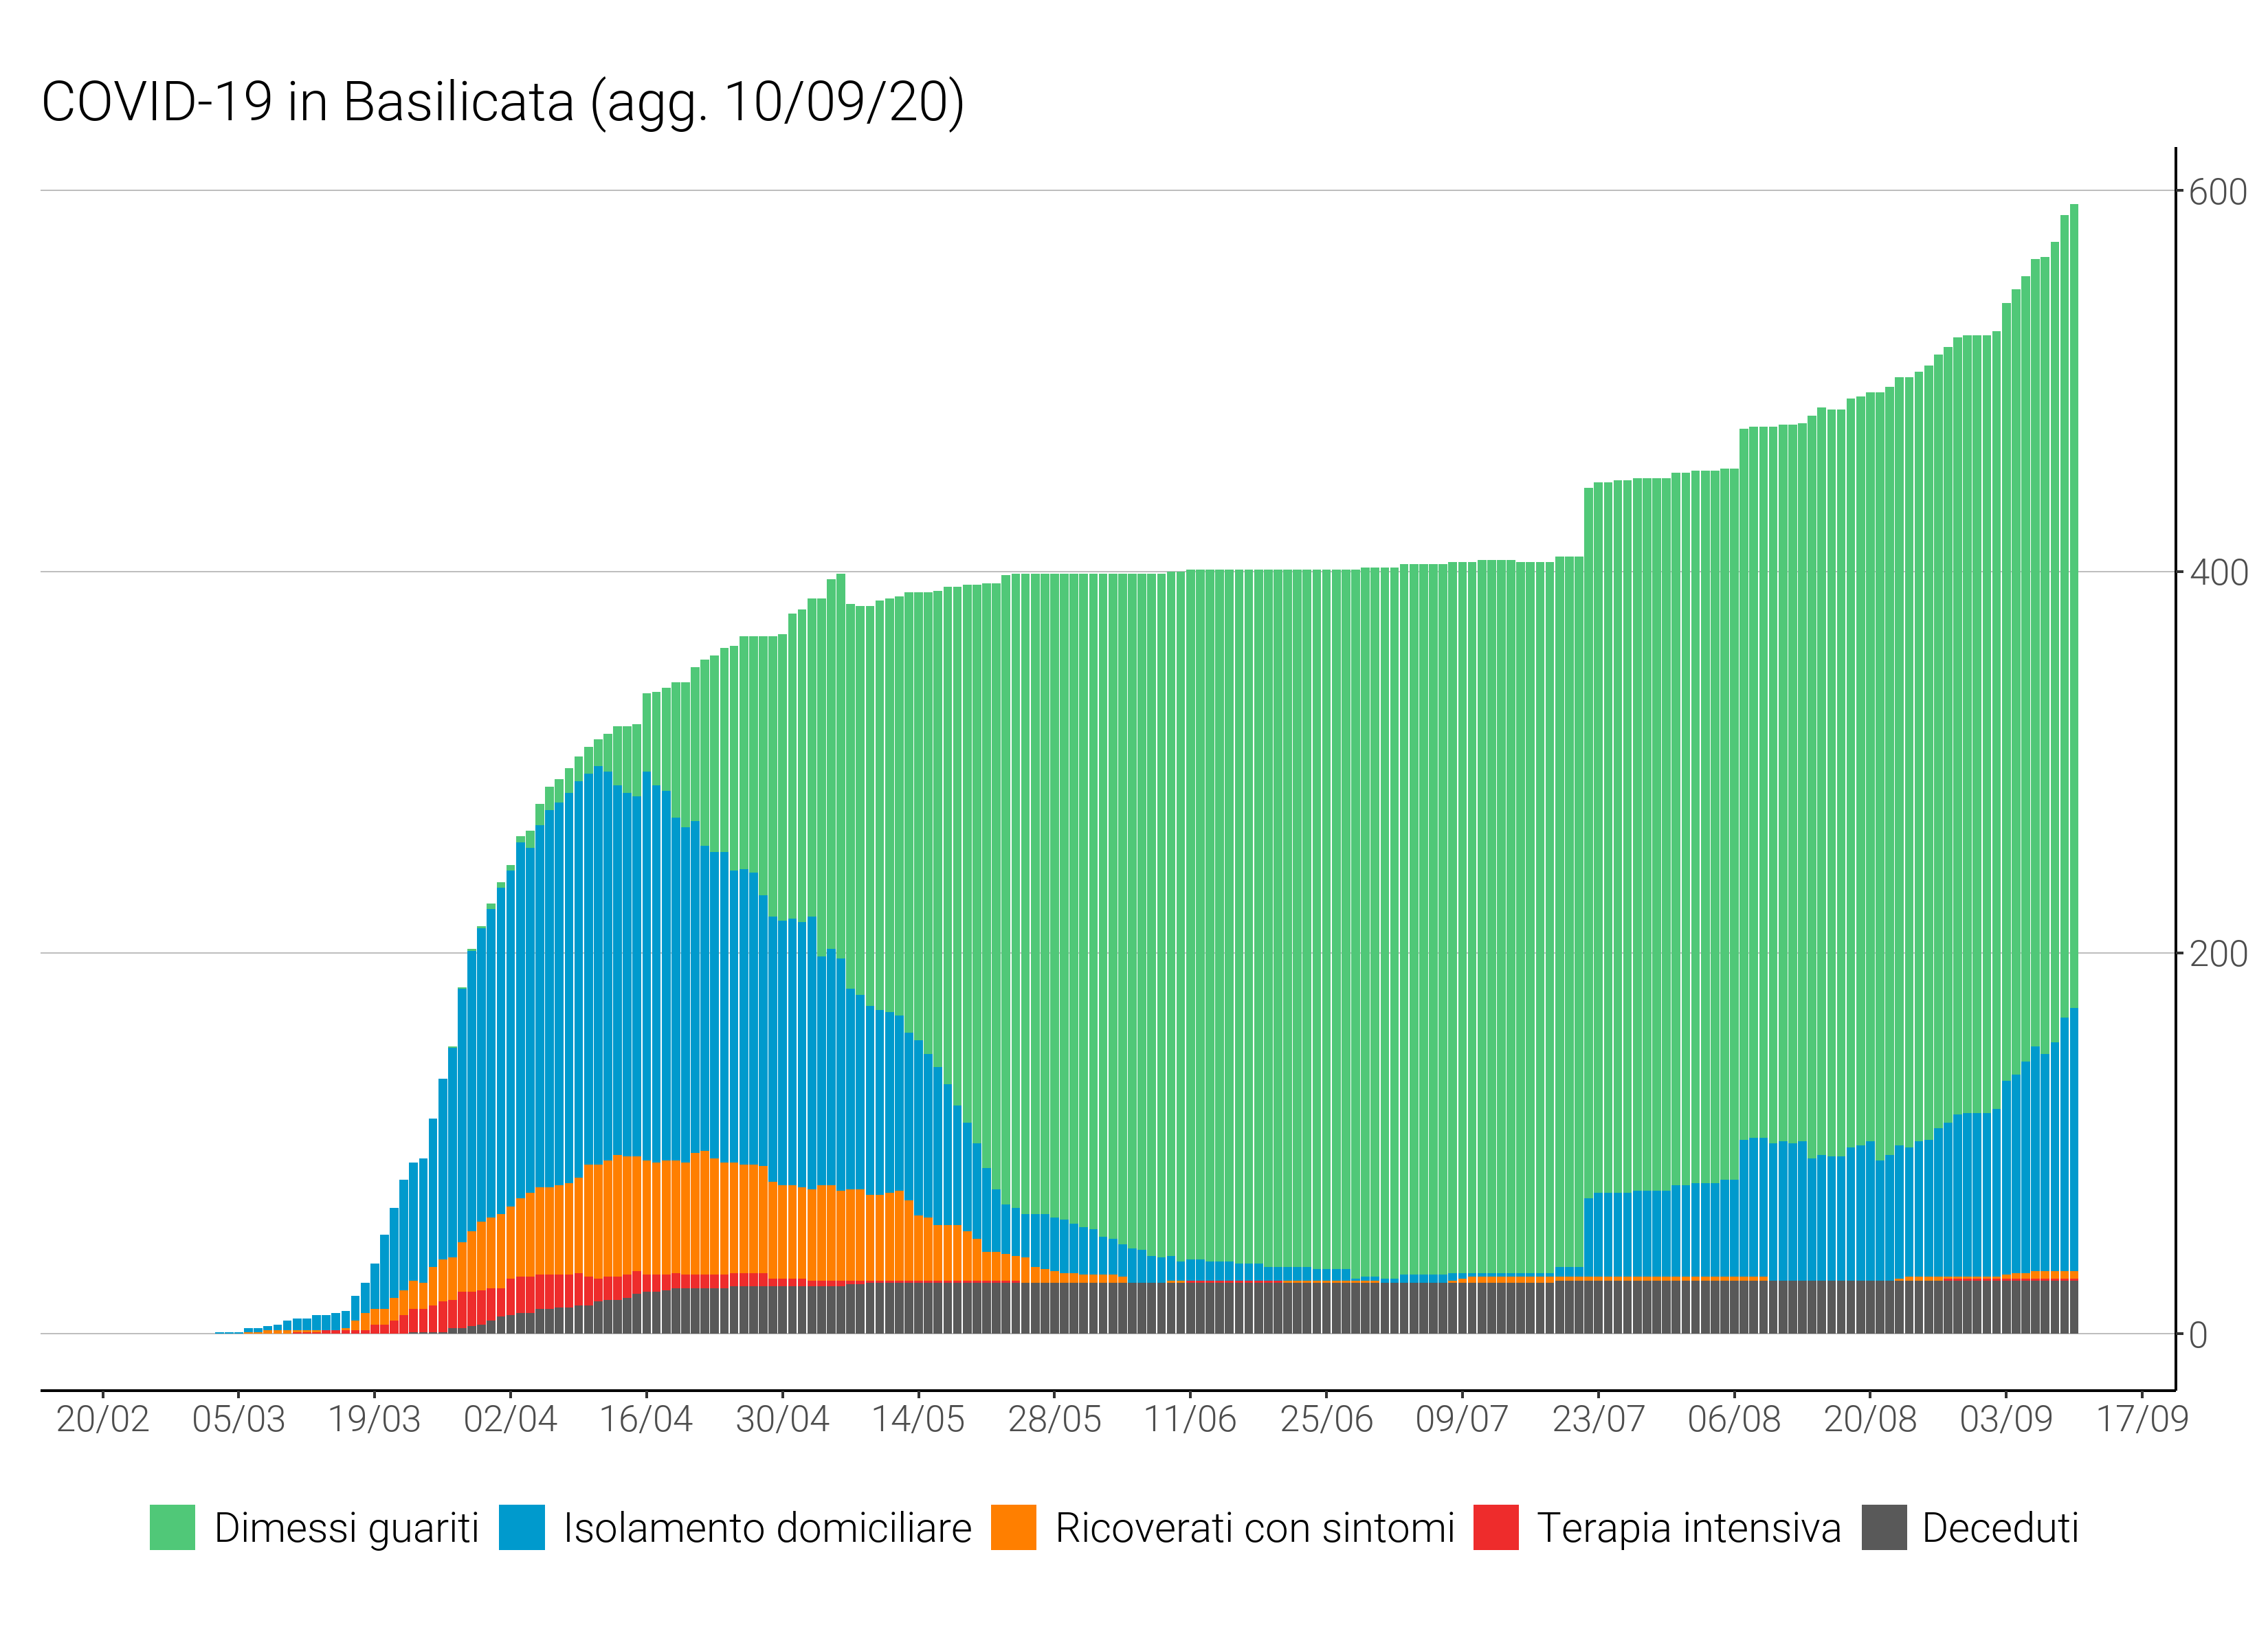 COVID-19 in Basilicata (agg. 10/09/20)
600
400
200
0
20/02 05/03 19/03 02/04 16/04 30/04 14/05 28/05 11/06 25/06 09/07 23/07 06/08 20/08 03/09 17/09
Dimessi guariti Isolamento domiciliare Ricoverati con sintomi Terapia intensiva Deceduti